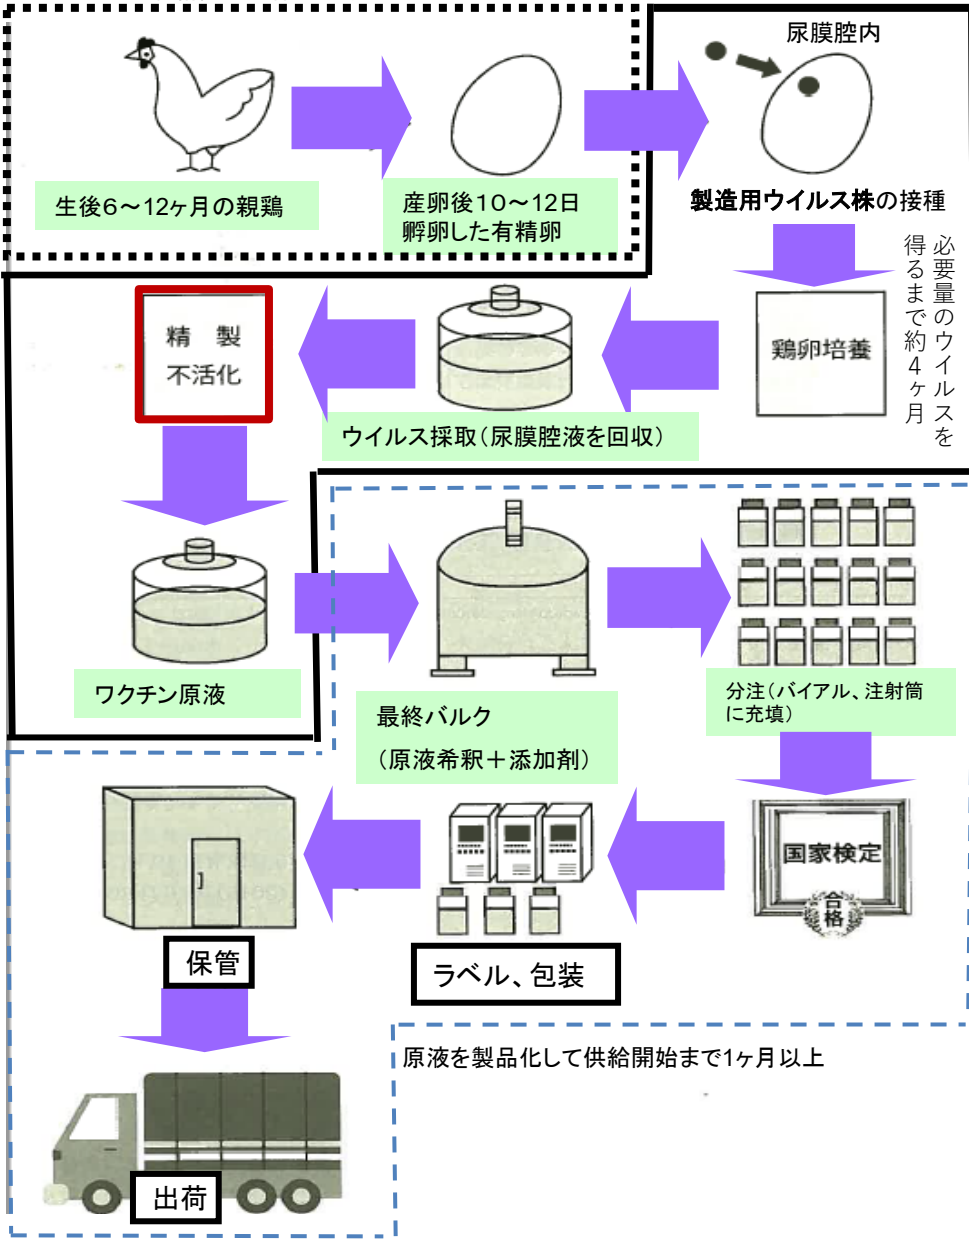 尿膜腔内
生後6～12ヶ月の親鶏
産卵後10～12日
孵卵した有精卵
製造用ウイルス株の接種
必要量のウイルスを
得るまで約4ヶ月
鶏卵培養
ウイルス採取(尿膜腔液を回収)
精 製
不活化
ワクチン原液
最終バルク
(原液希釈＋添加剤)
分注(バイアル、注射筒
に充填)
国家検定
合格
ラベル、包装
保管
出荷
原液を製品化して供給開始まで1ヶ月以上